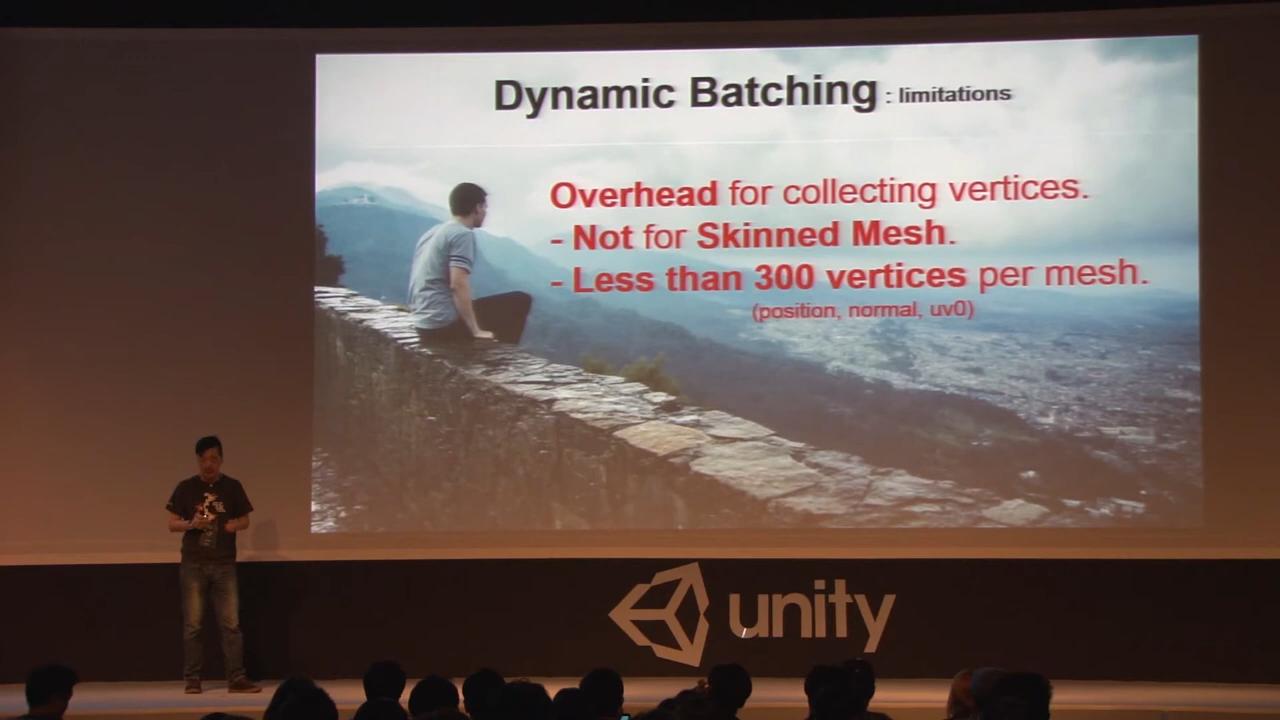 Dynamic Batching : limitations
Overhead for collecting vertices.
- Not for Skinned Mesh.
- Less than 300 vertices per mesh.
(position, normal, uv0)
unity